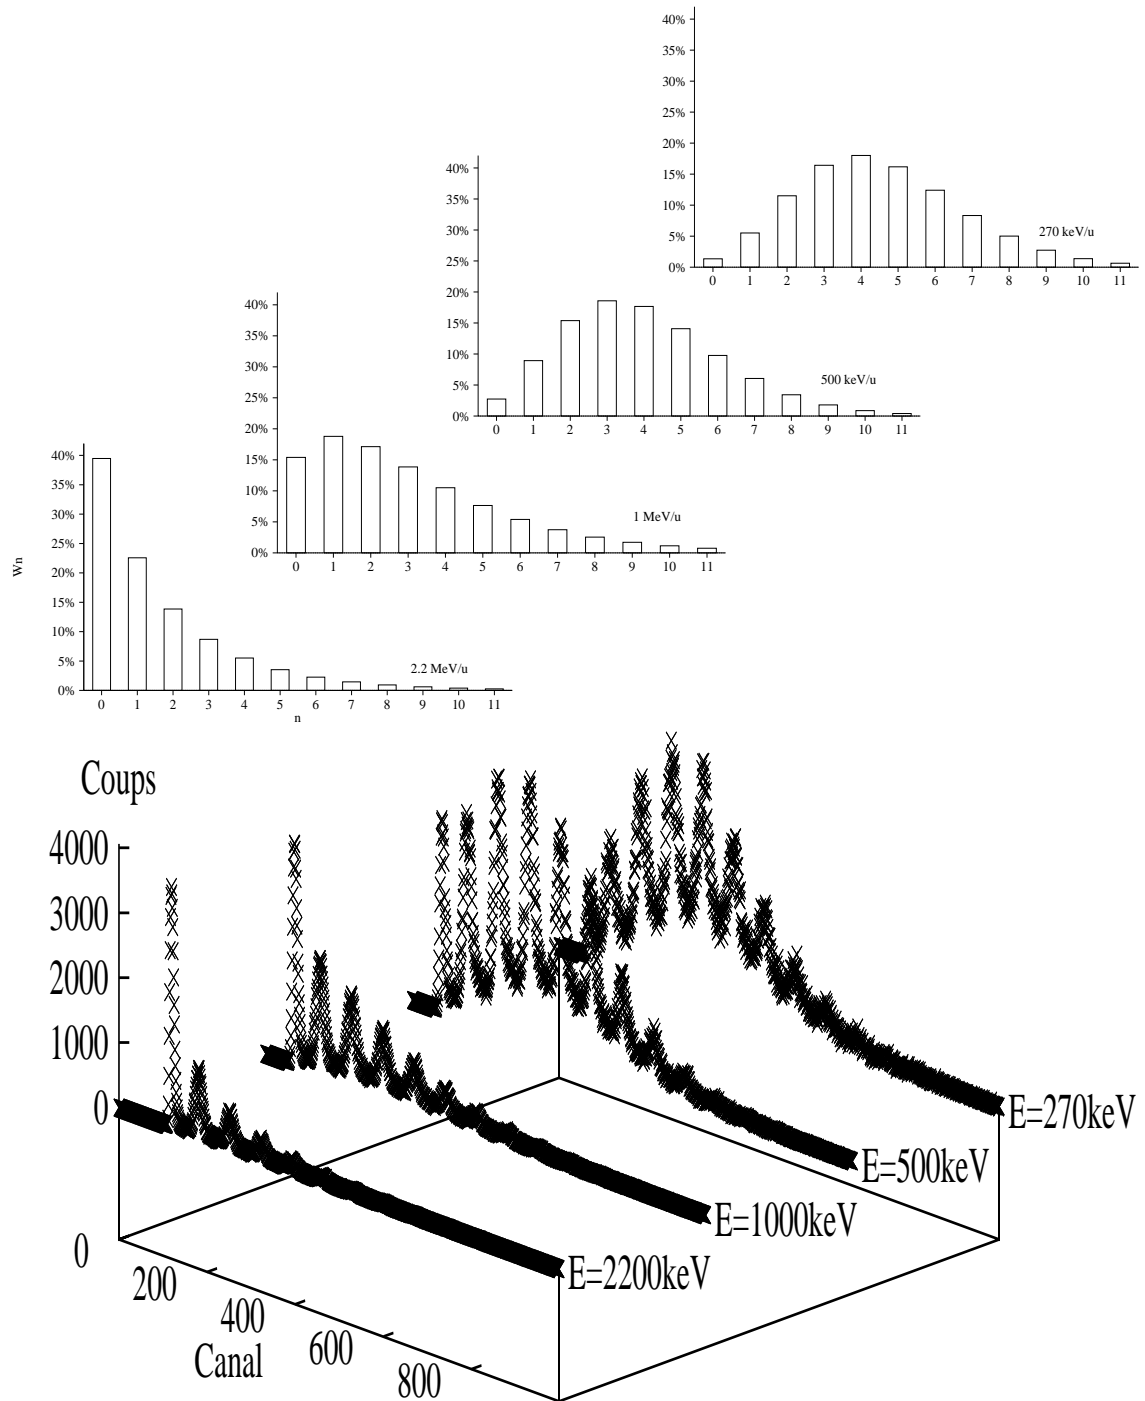 40%
35%
30%
25%
20%
15%
10%
5%
0%
270 keV/u
0 1 2 3 4 5 6 7 8 9 10 11
40%
35%
30%
25%
20%
15%
10%
5%
0%
500 keV/u
0 1 2 3 4 5 6 7 8 9 10 11
40%
35%
30%
25%
20%
15%
10%
5%
0%
1 MeV/u
0 1 2 3 4 5 6 7 8 9 10 11
Wn
40%
35%
30%
25%
20%
15%
10%
5%
0%
2.2 MeV/u
0 1 2 3 4 5 6 7 8 9 10 11
n
Coups
4000
3000
2000
1000
0
E=270keV
E=500keV
E=1000keV
E=2200keV
0
200
400
600
800
Canal